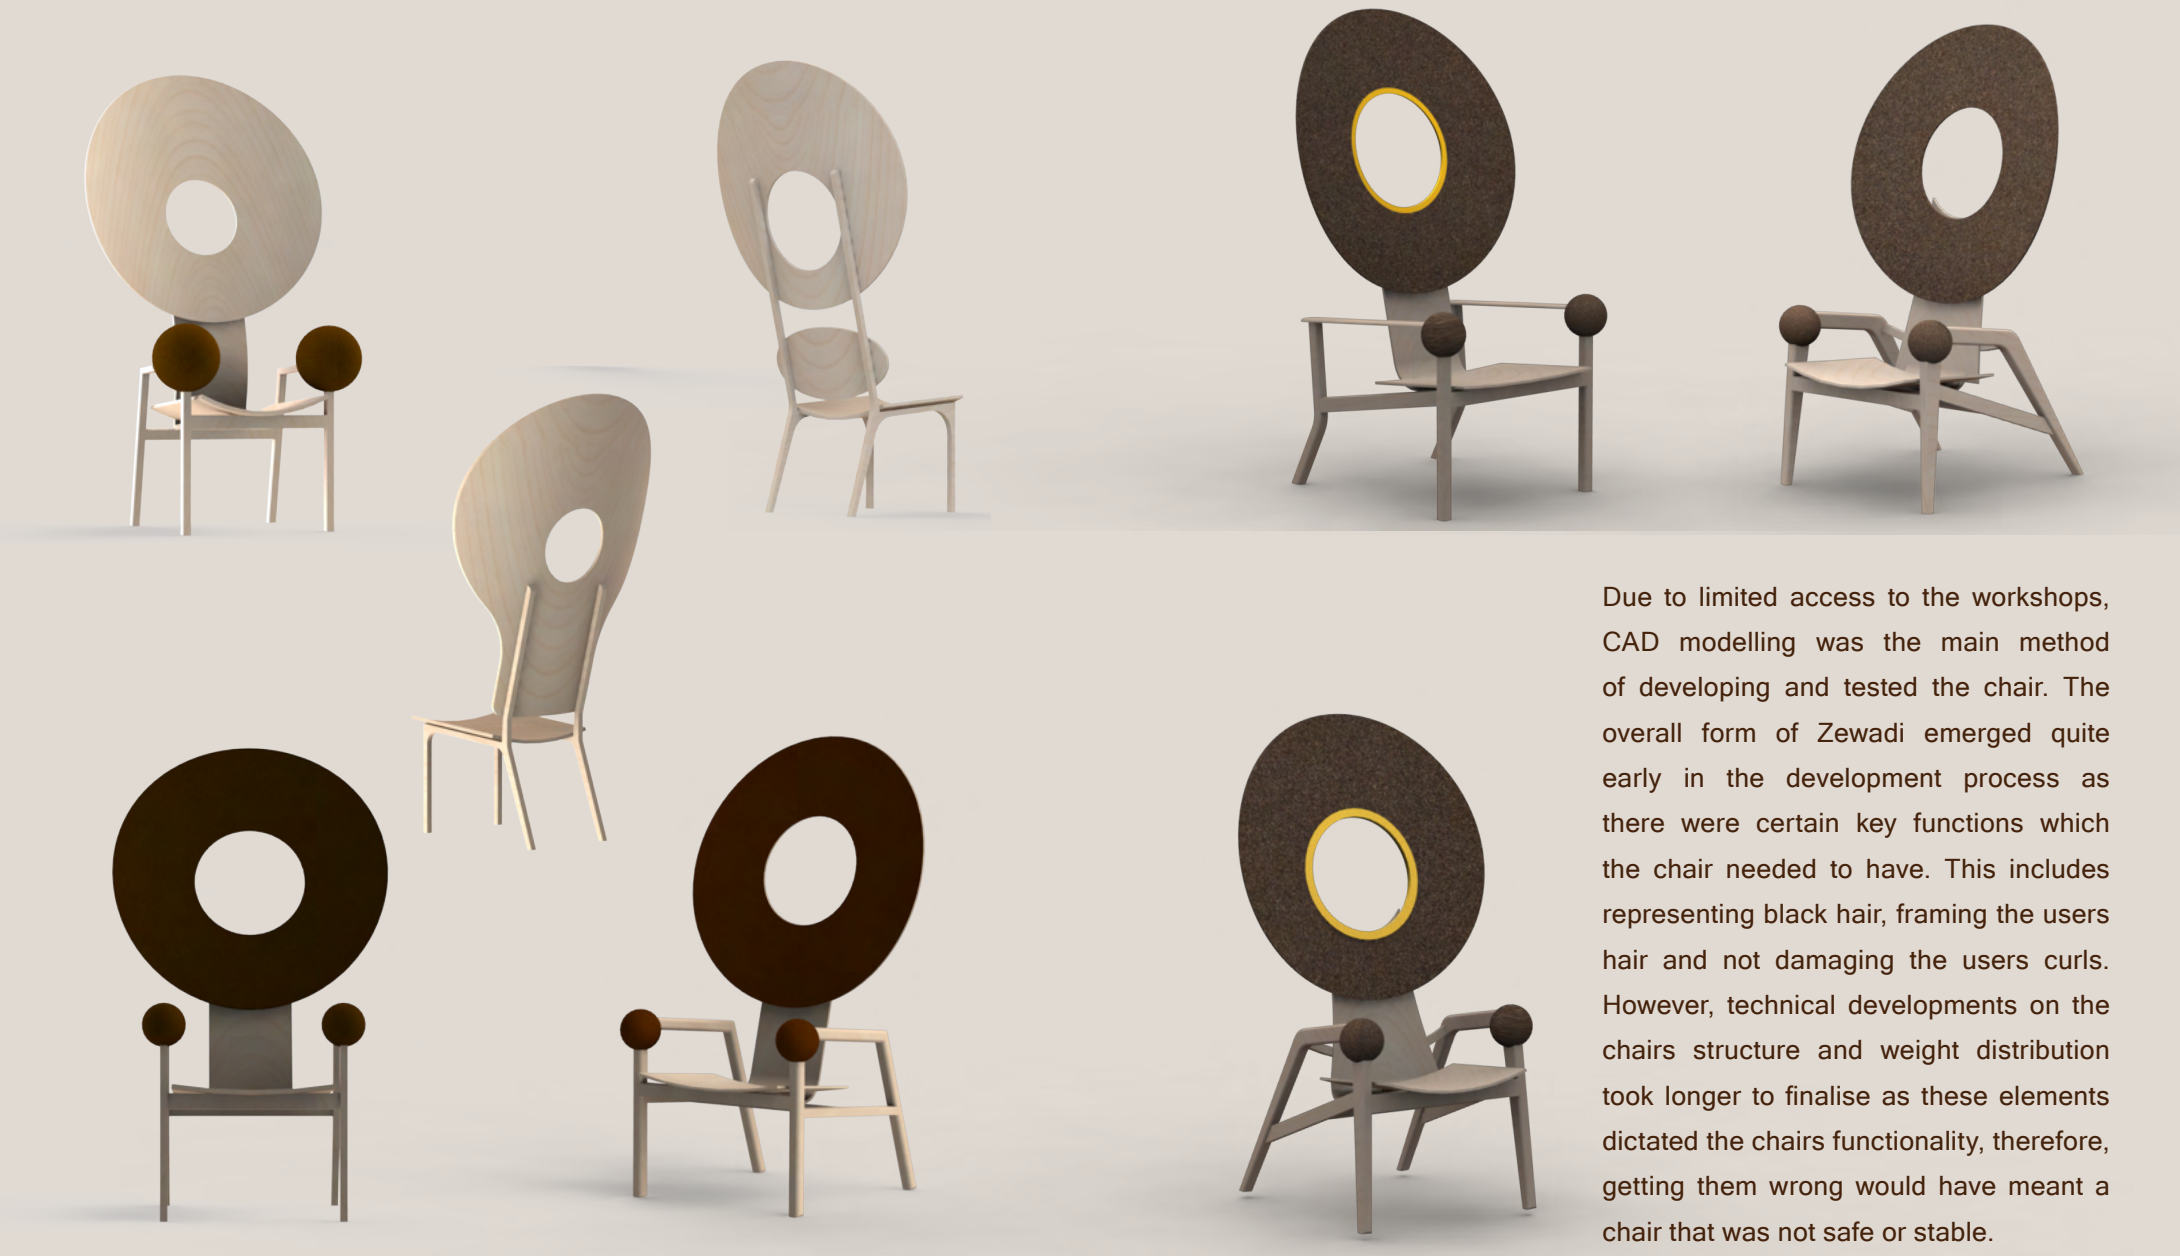 Due to limited access to the workshops,
CAD modelling was the main method
of developing and tested the chair. The
overall form of Zewadi emerged quite
early in the development process as
there were certain key functions which
the chair needed to have. This includes
representing black hair, framing the users
hair and not damaging the users curls.
However, technical developments on the
chairs structure and weight distribution
took longer to finalise as these elements
dictated the chairs functionality, therefore,
getting them wrong would have meant a
chair that was not safe or stable.